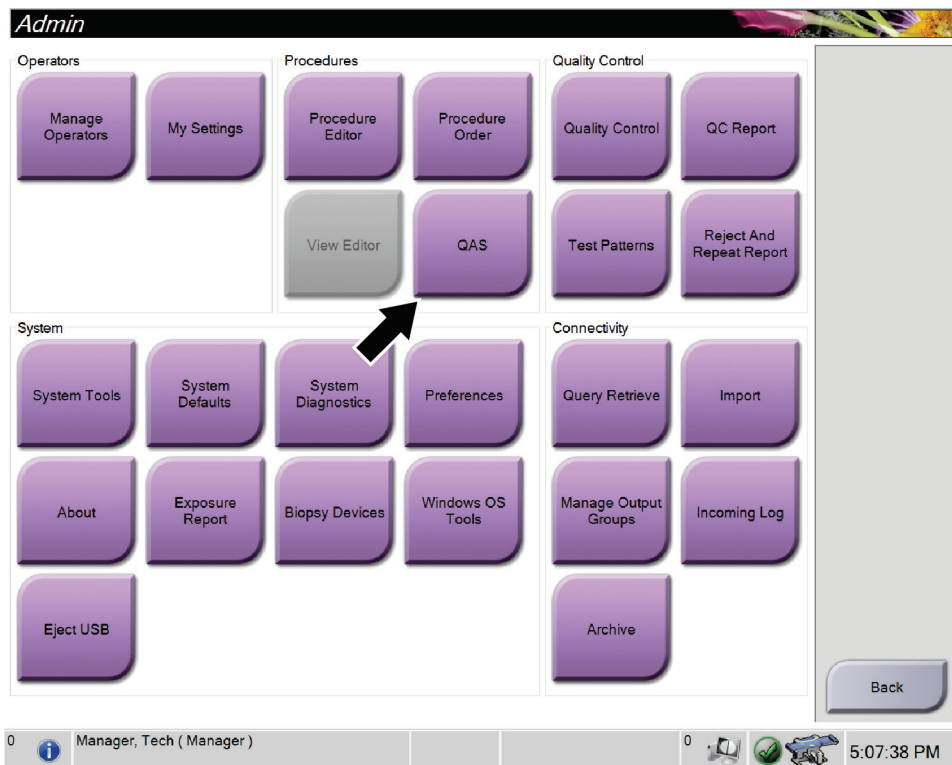 Admin
Operators
Manage
Operators
My Settings
Procedures
Procedure
Editor
Procedure
Order
View Editor
QAS
Quality Control
Quality Control
QC Report
Test Patterns
Reject And
Repeat Report
System
System Tools
System
Defaults
System
Diagnostics
Preferences
About
Exposure
Report
Biopsy Devices
Windows OS
Tools
Eject USB
Connectivity
Query Retrieve
Import
Manage Output
Groups
Incoming Log
Archive
Back
0
Manager, Tech ( Manager )
0
5:07:38 PM